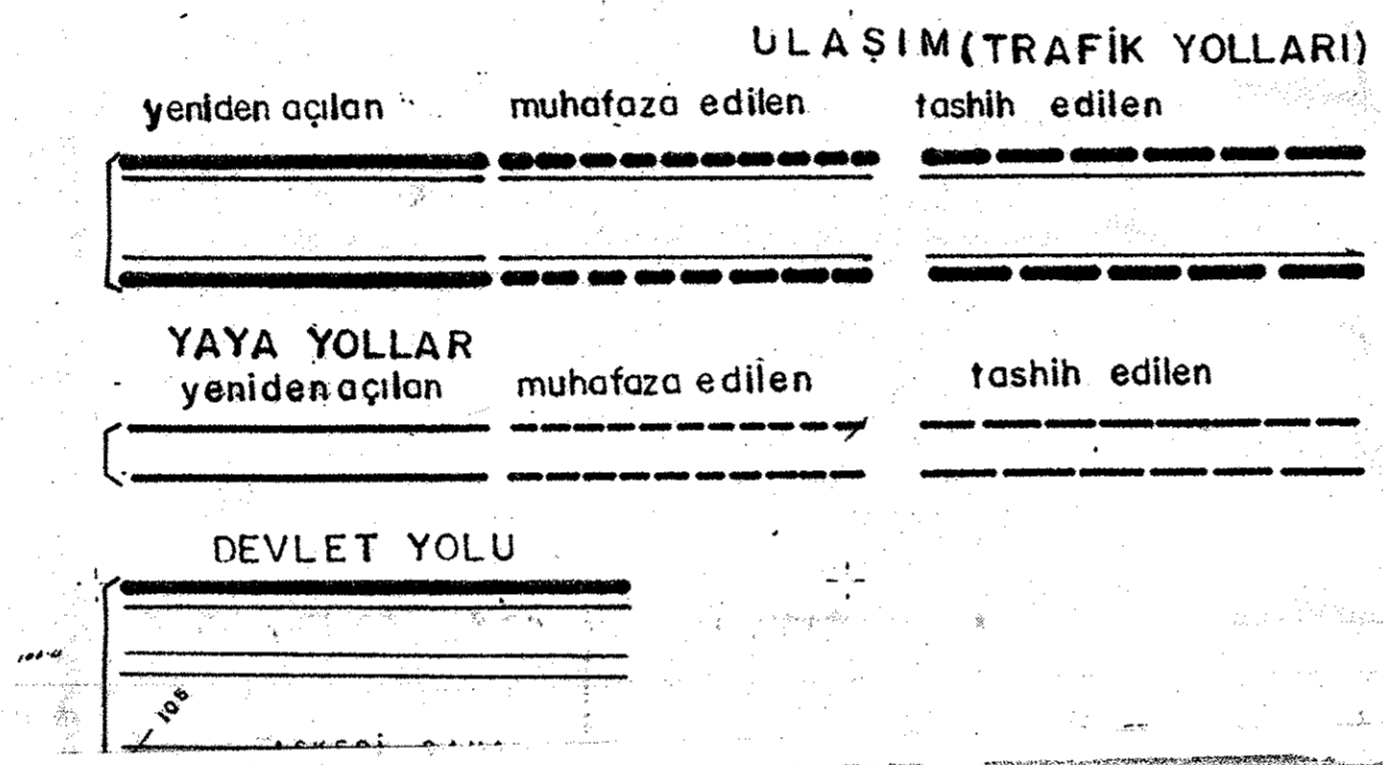 ULAŞIM (TRAFİK YOLLARI)
yeniden açılan muhafaza edilen tashih edilen
YAYA YOLLAR
yeniden açılan muhafaza edilen tashih edilen
DEVLET YOLU
105